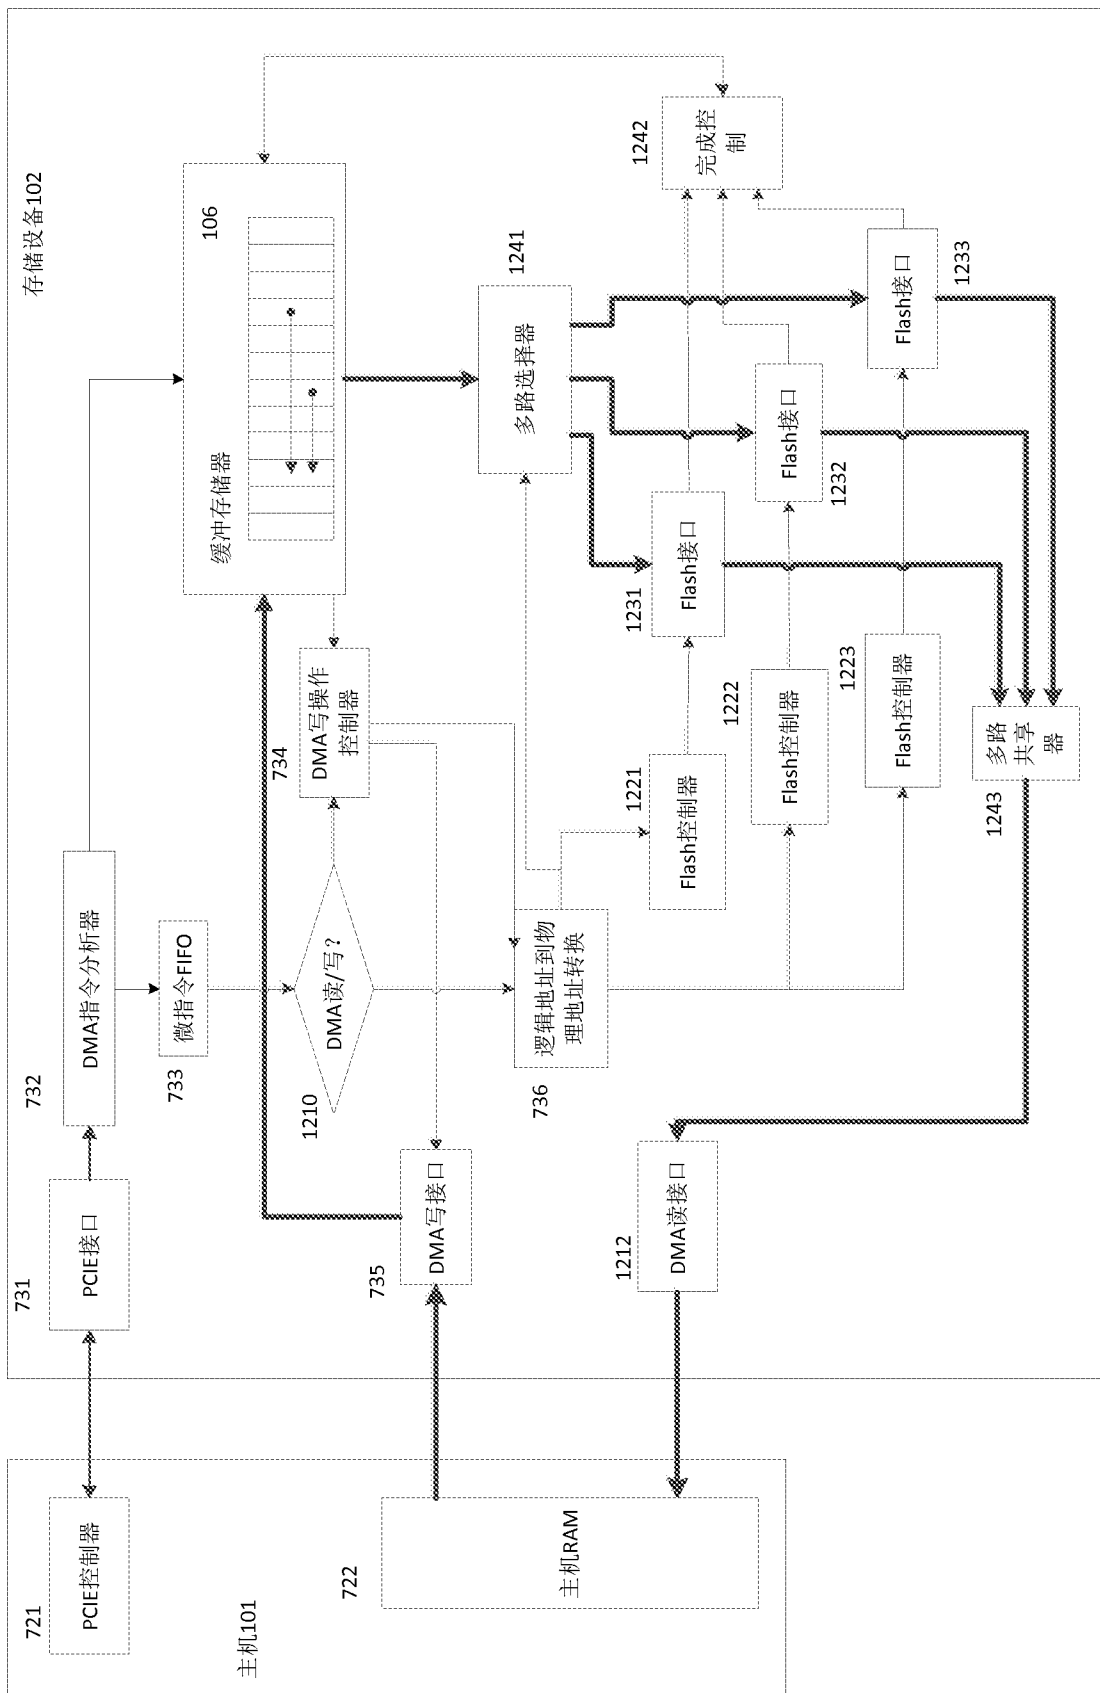 存储设备102
主机101
721
PCIE控制器
731
PCIE接口
732
DMA指令分析器
733
微指令FIFO
1210
DMA读/写?
734
DMA写操作
控制器
缓冲存储器
106
722
主机RAM
735
DMA写接口
736
逻辑地址到物
理地址转换
1241
多路选择器
1242
完成控
制
1221
Flash控制器
1222
Flash控制器
1223
Flash控制器
1231
Flash接口
1232
Flash接口
1233
Flash接口
1212
DMA读接口
1243
多路
共享
器